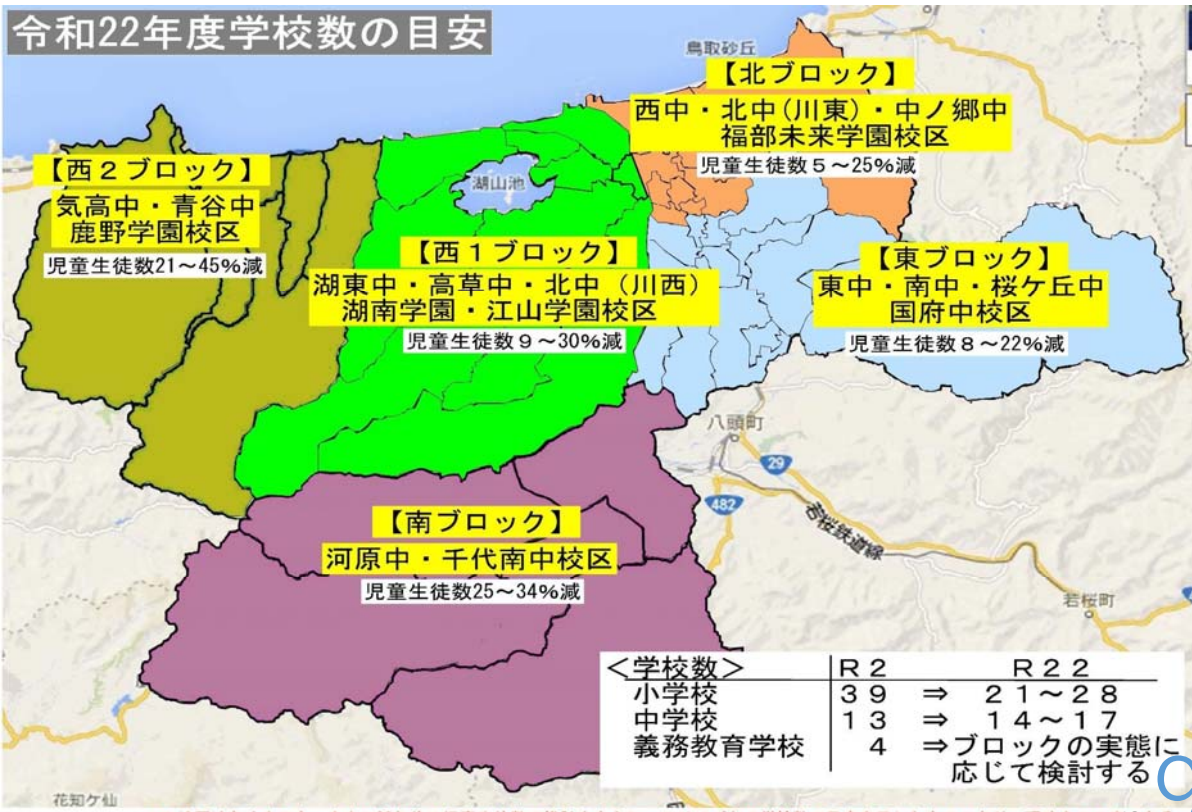 令和22年度学校数の目安
鳥取砂丘
【北ブロック】
西中・北中(川東)・中ノ郷中
福部未来学園校区
児童生徒数5～25%減
【西2ブロック】
気高中・青谷中
鹿野学園校区
児童生徒数21～45%減
湖山池
【西1ブロック】
湖東中・高草中・北中（川西）
湖南学園・江山学園校区
児童生徒数9～30%減
【東ブロック】
東中・南中・桜ケ丘中
国府中校区
児童生徒数8～22%減
八頭町
29
482
若桜鉄道線
若桜町
【南ブロック】
河原中・千代南中校区
児童生徒数25～34%減
＜学校数＞ R2 R22
小学校 39 ⇒ 21～28
中学校 13 ⇒ 14～17
義務教育学校 4 ⇒ブロックの実態に
応じて検討する
花知ケ仙